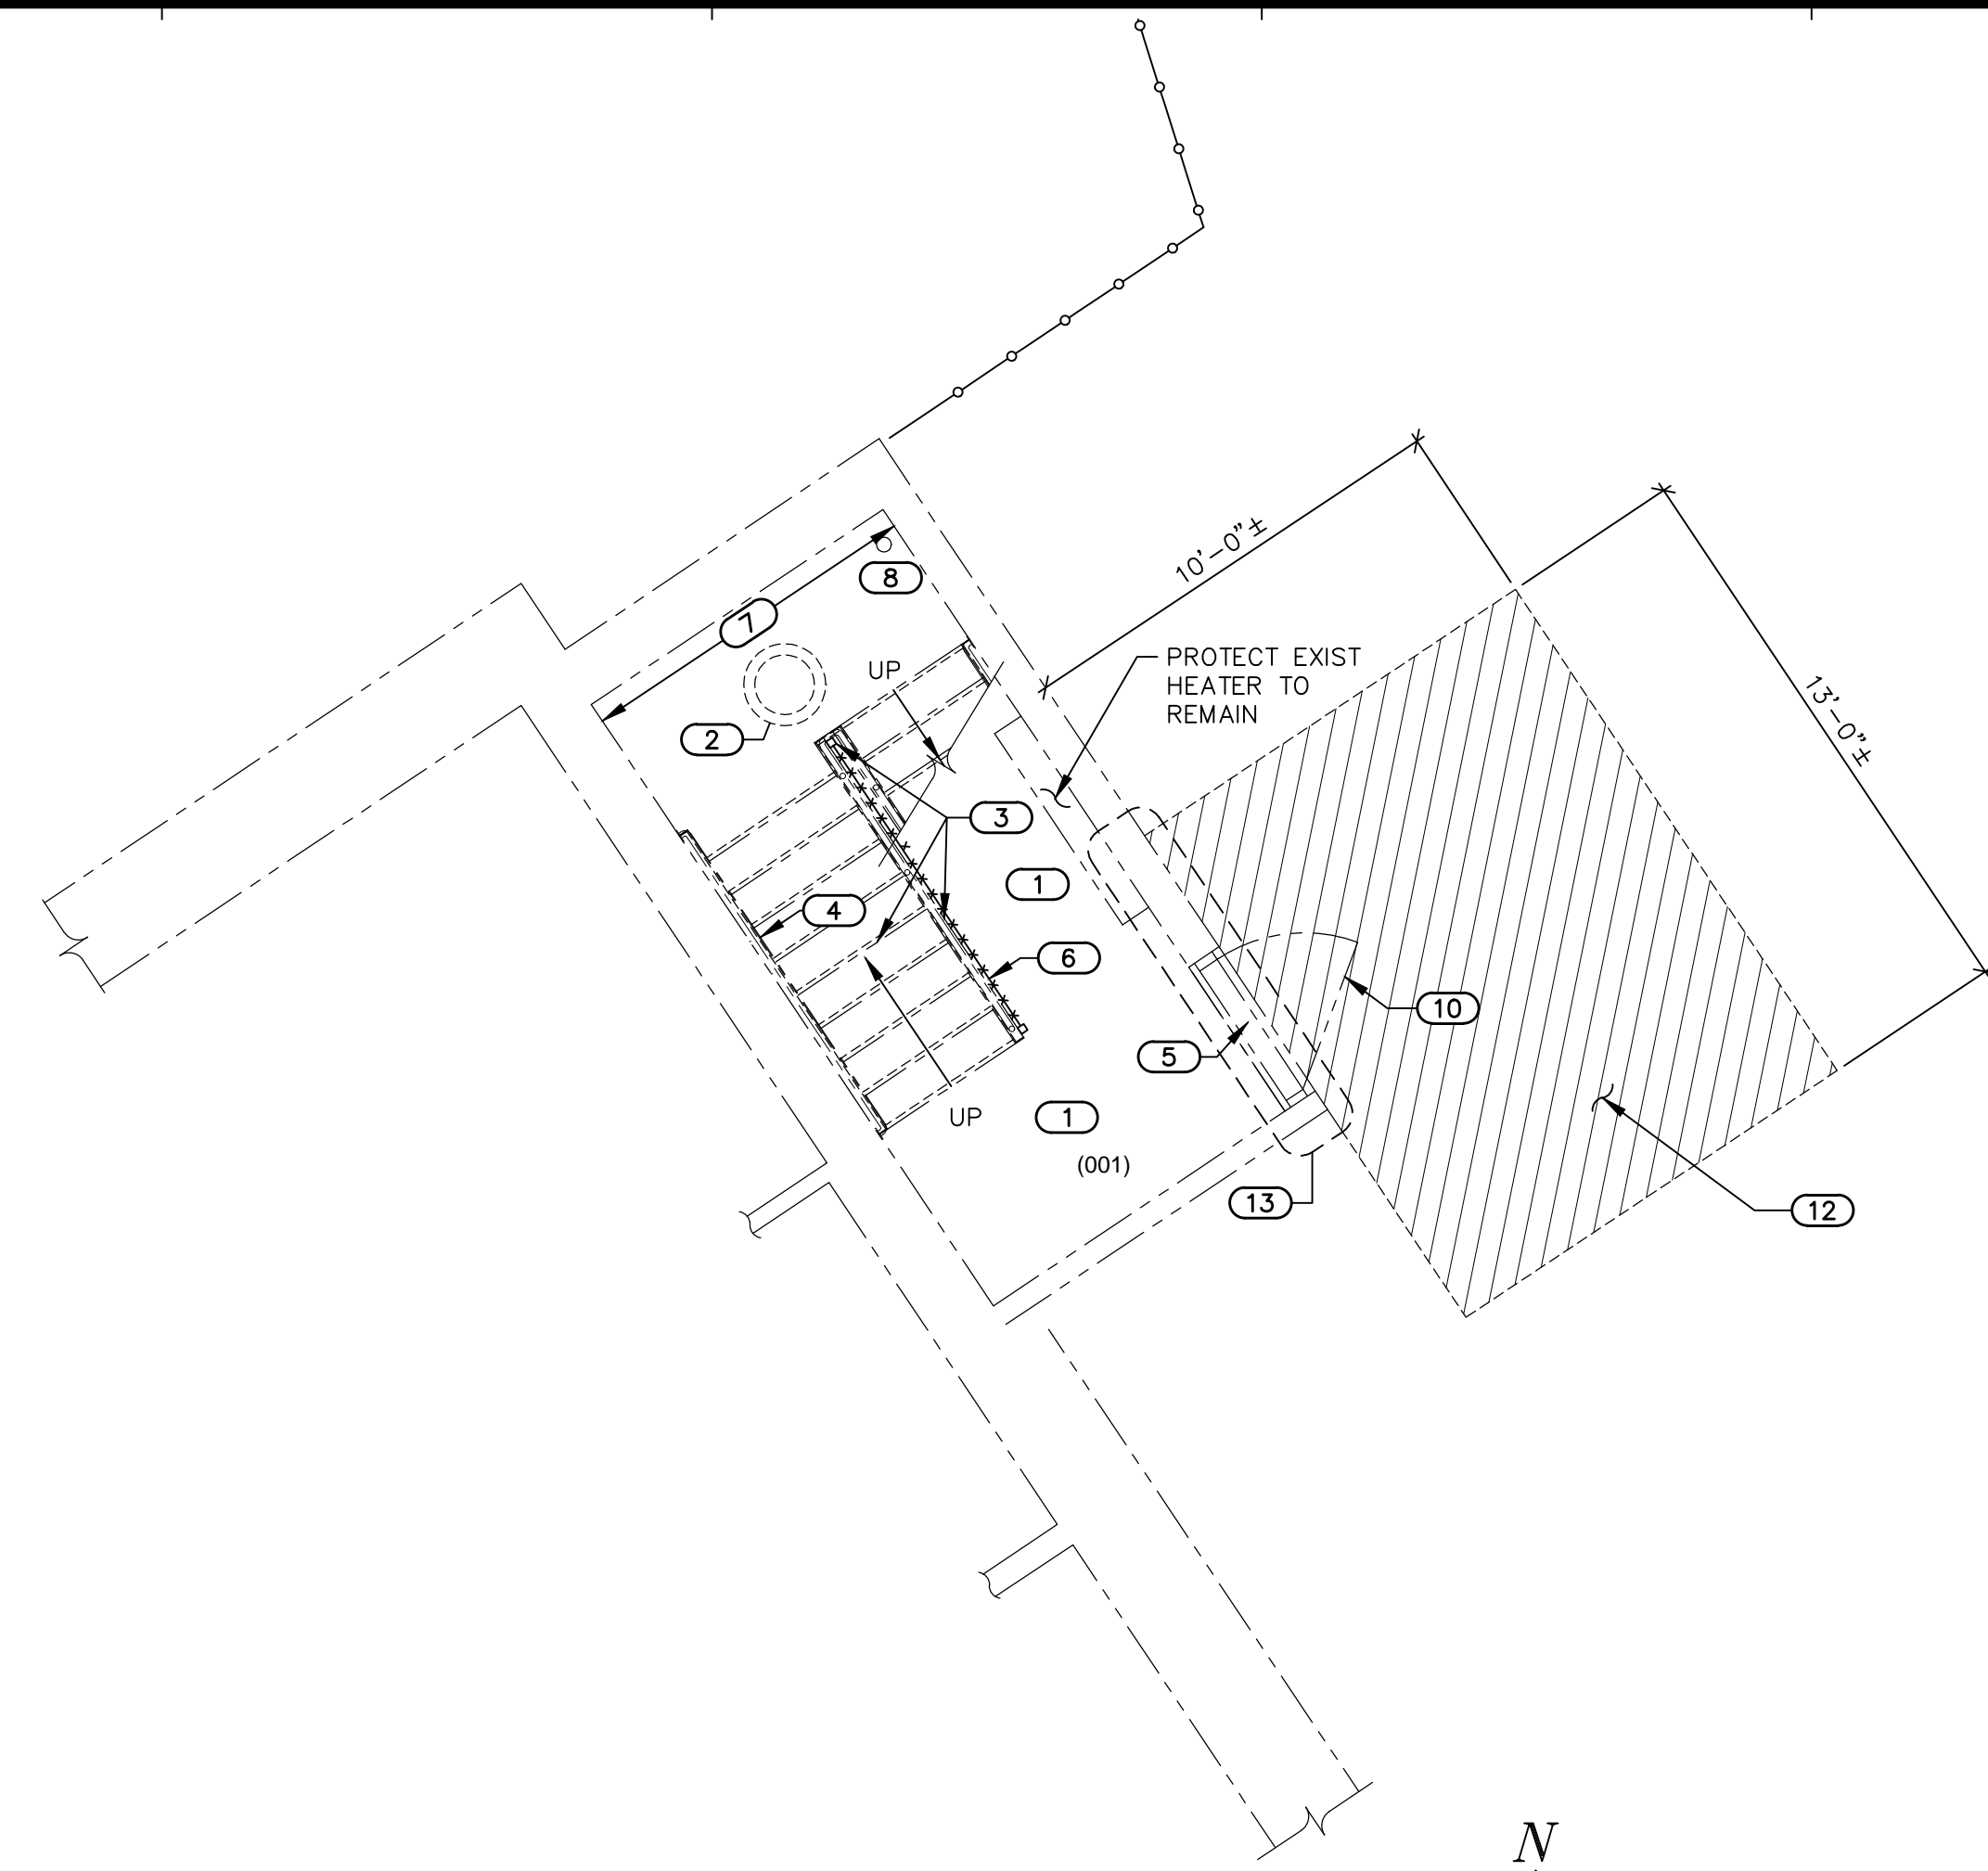 10'-0"±
13'-0"±
8
7
UP
PROTECT EXIST
HEATER TO
REMAIN
2
3
1
4
6
10
5
UP
1
(001)
13
12
N